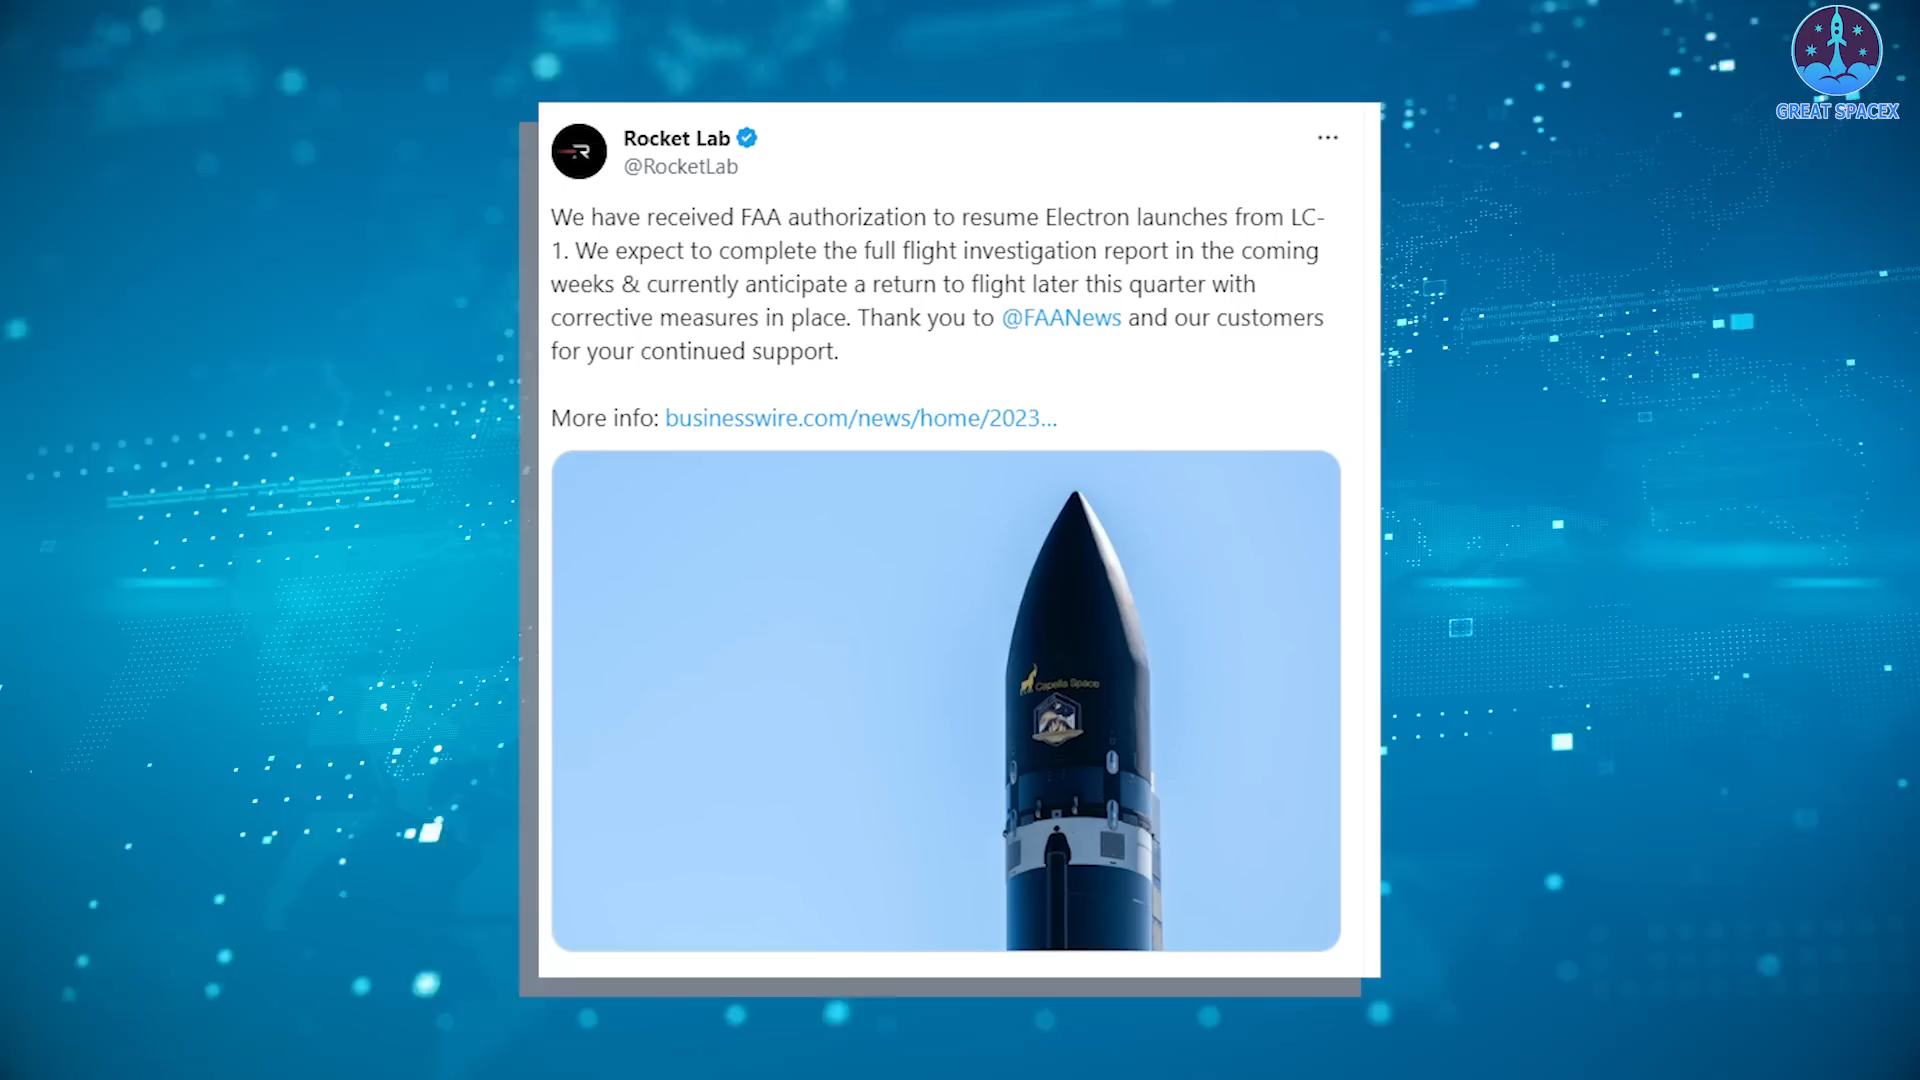 GREAT SPACEX
Rocket Lab
@RocketLab
We have received FAA authorization to resume Electron launches from LC-
1. We expect to complete the full flight investigation report in the coming
weeks & currently anticipate a return to flight later this quarter with
corrective measures in place. Thank you to @FAANews and our customers
for your continued support.
More info: businesswire.com/news/home/2023...
Capella Space